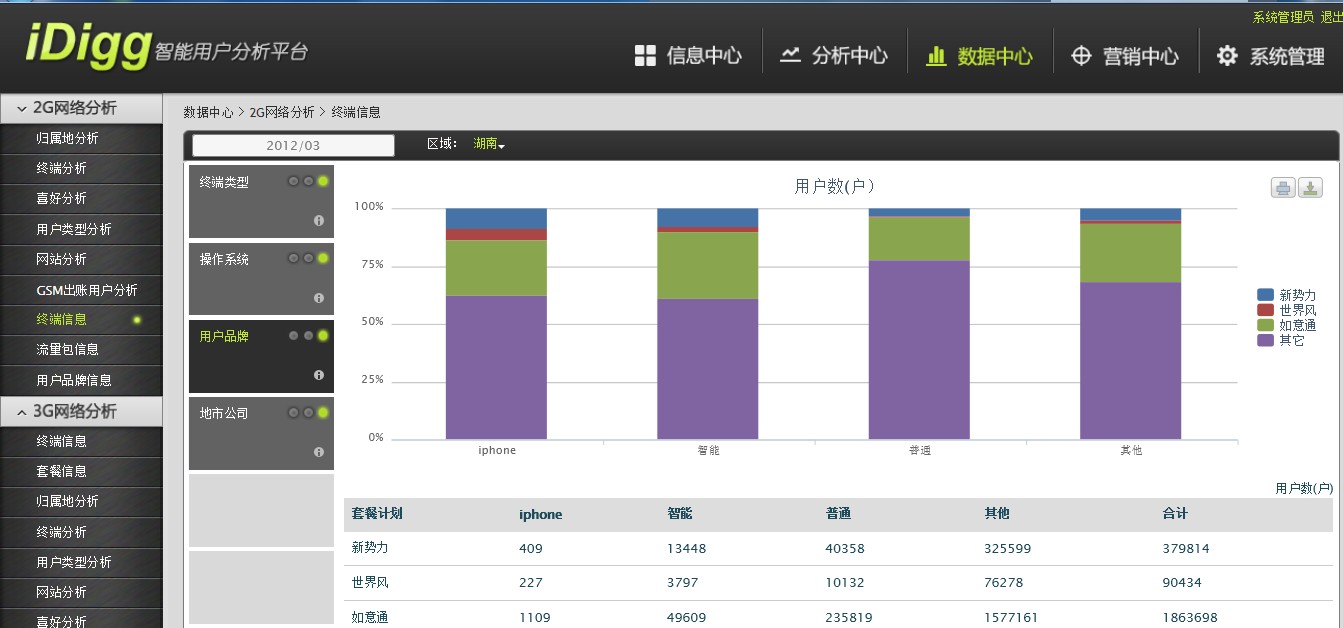 系统管理员 退出
iDigg 智能用户分析平台
信息中心 分析中心 数据中心 营销中心 系统管理
2G网络分析
归属地分析
终端分析
喜好分析
用户类型分析
网站分析
GSM出账用户分析
终端信息
流量包信息
用户品牌信息
3G网络分析
终端信息
套餐信息
归属地分析
终端分析
用户类型分析
网站分析
喜好分析
数据中心 > 2G网络分析 > 终端信息
2012/03 区域: 湖南
终端类型
操作系统
用户品牌
地市公司
用户数(户)
100%
75%
50%
25%
0%
iphone 智能 普通 其他
新势力
世界风
如意通
其它
用户数(户)
套餐计划 iphone 智能 普通 其他 合计
新势力 409 13448 40358 325599 379814
世界风 227 3797 10132 76278 90434
如意通 1109 49609 235819 1577161 1863698